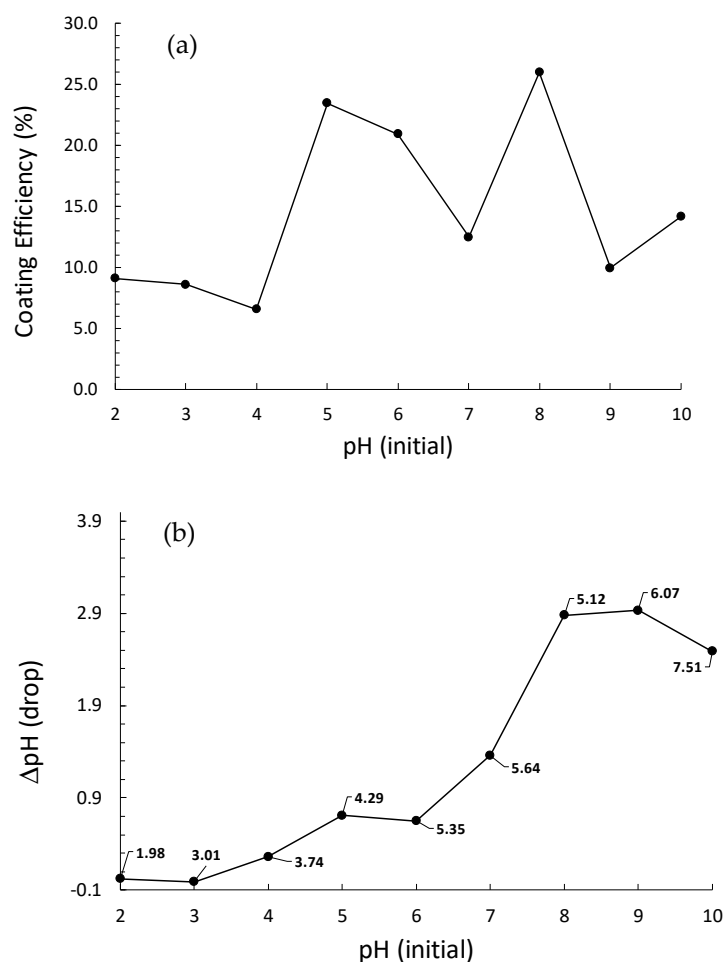 (a)
Coating Efficiency (%)
30.0
25.0
20.0
15.0
10.0
5.0
0.0
2 3 4 5 6 7 8 9 10
pH (initial)
(b)
ΔpH (drop)
3.9
2.9
1.9
0.9
-0.1
1.98
3.01
3.74
4.29
5.35
5.64
5.12
6.07
7.51
2 3 4 5 6 7 8 9 10
pH (initial)